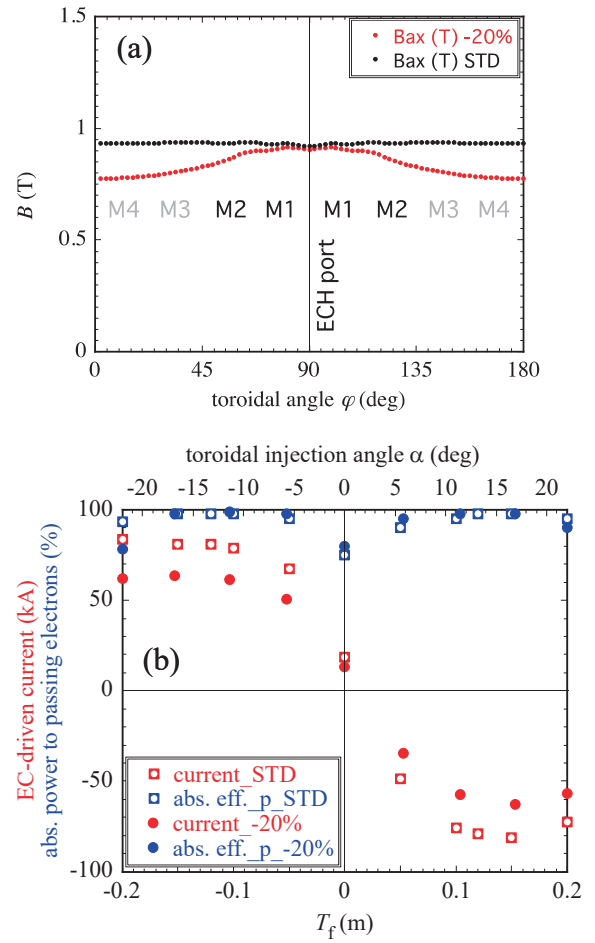 1.5
(a)
Bax (T) -20%
Bax (T) STD
1
B (T)
M4 M3 M2 M1 M1 M2 M3 M4
0.5
ECH port
0
0 45 90 135 180
toroidal angle φ (deg)
toroidal injection angle α (deg)
-20 -15 -10 -5 0 5 10 15 20
100
EC-driven current (kA)
abs. power to passing electrons (%)
50
(b)
0
current_STD
abs. eff._p_STD
current_-20%
abs. eff._p_-20%
-50
-100
-0.2 -0.1 0 0.1 0.2
Tf (m)